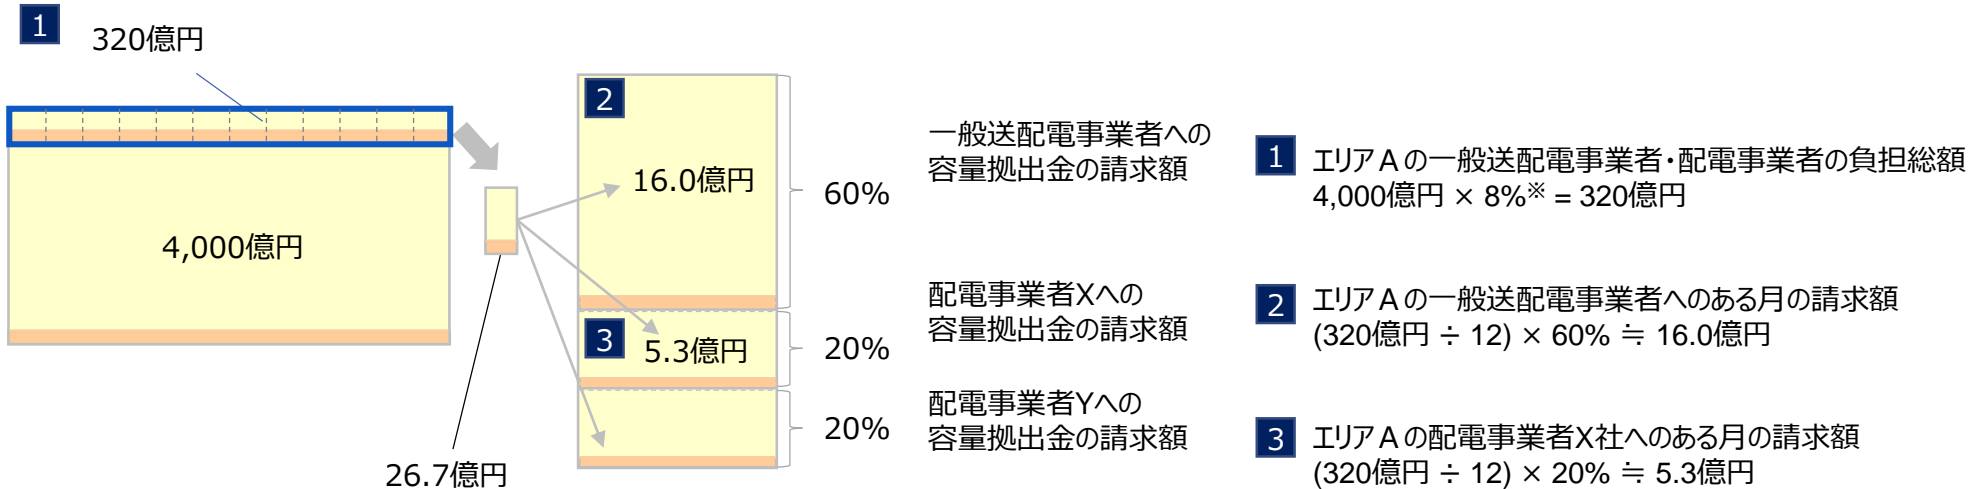 1
320億円
4,000億円
26.7億円
2
16.0億円
60%
一般送配電事業者への
容量拠出金の請求額
3
5.3億円
20%
配電事業者Xへの
容量拠出金の請求額
20%
配電事業者Yへの
容量拠出金の請求額
1
エリアAの一般送配電事業者・配電事業者の負担総額
4,000億円 × 8%※ = 320億円
2
エリアAの一般送配電事業者へのある月の請求額
(320億円 ÷ 12) × 60% ≒ 16.0億円
3
エリアAの配電事業者X社へのある月の請求額
(320億円 ÷ 12) × 20% ≒ 5.3億円